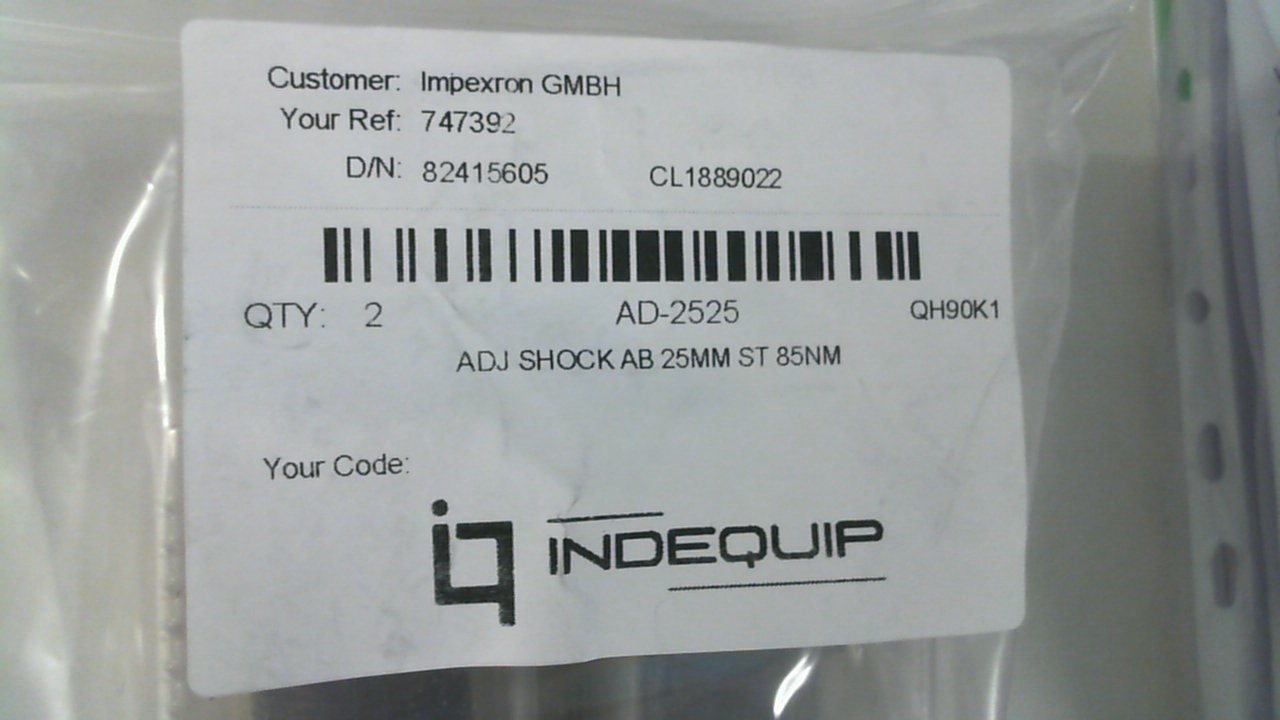 Customer: Impexron GMBH
Your Ref: 747392
D/N: 82415605 CL1889022
QTY: 2 AD-2525 QH90K1
ADJ SHOCK AB 25MM ST 85NM
Your Code:
iq INDEQUIP